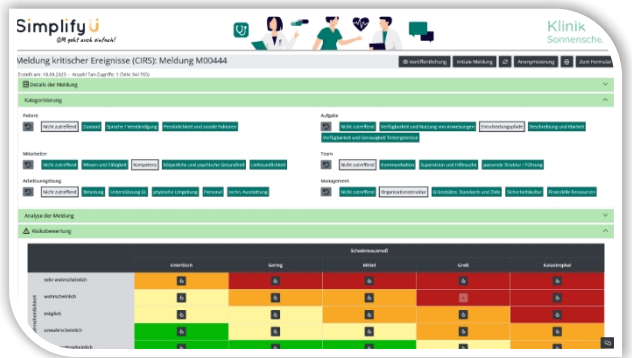 SimplifyU
QM geht auch einfach!
Klinik
Sonnensche
Meldung kritischer Ereignisse (CIRS): Meldung M00444
Veröffentlichung
Initiale Meldung
Anonymisierung
Zum Formular
Details der Meldung
Kategorisierung
Patient
Nicht zutreffend Zustand Sprache / Verständigung Persönlichkeit und soziale Faktoren
Aufgabe
Nicht zutreffend Verfügbarkeit und Nutzung von Anweisungen Entscheidungspfade Beschreibung und Klarheit
Verfügbarkeit und Genauigkeit Testergebnisse
Mitarbeiter
Nicht zutreffend Wissen und Fähigkeit Kompetenz Körperliche und psychische Gesundheit
Team
Nicht zutreffend Kommunikation Supervision und Hilfesuche passende Struktur / Führung
Arbeitsumgebung
Nicht zutreffend Belastung Unterstützung GL physische Umgebung Personal techn. Ausstattung
Management
Nicht zutreffend Organisationsstruktur Grundsätze, Standards und Ziele Sicherheitskultur Finanzielle Ressourcen
Analyse der Meldung
Risikobewertung
Schadensausmaß
Unkritisch Gering Mittel Groß Katastrophal
sehr wahrscheinlich
wahrscheinlich
möglich
unwahrscheinlich